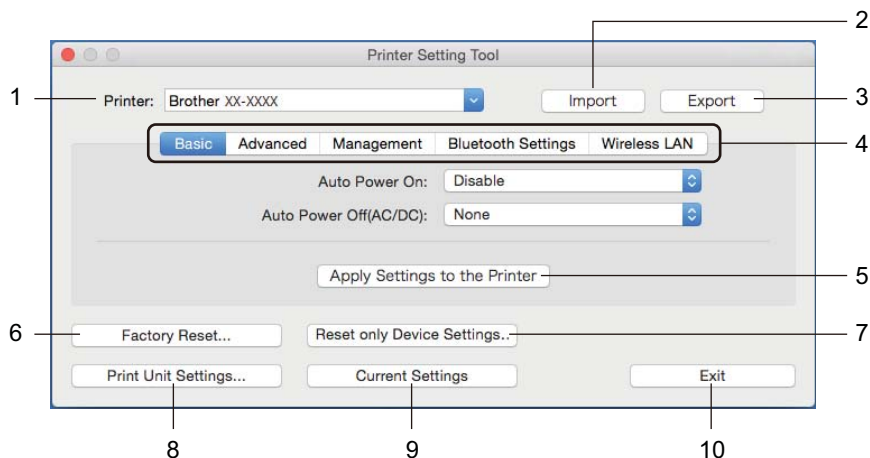 2
Printer Setting Tool
1 Printer: Brother XX-XXXX Import Export 3
Basic Advanced Management Bluetooth Settings Wireless LAN 4
Auto Power On: Disable
Auto Power Off(AC/DC): None
Apply Settings to the Printer 5
6 Factory Reset... Reset only Device Settings.. 7
Print Unit Settings... Current Settings Exit
8 9 10